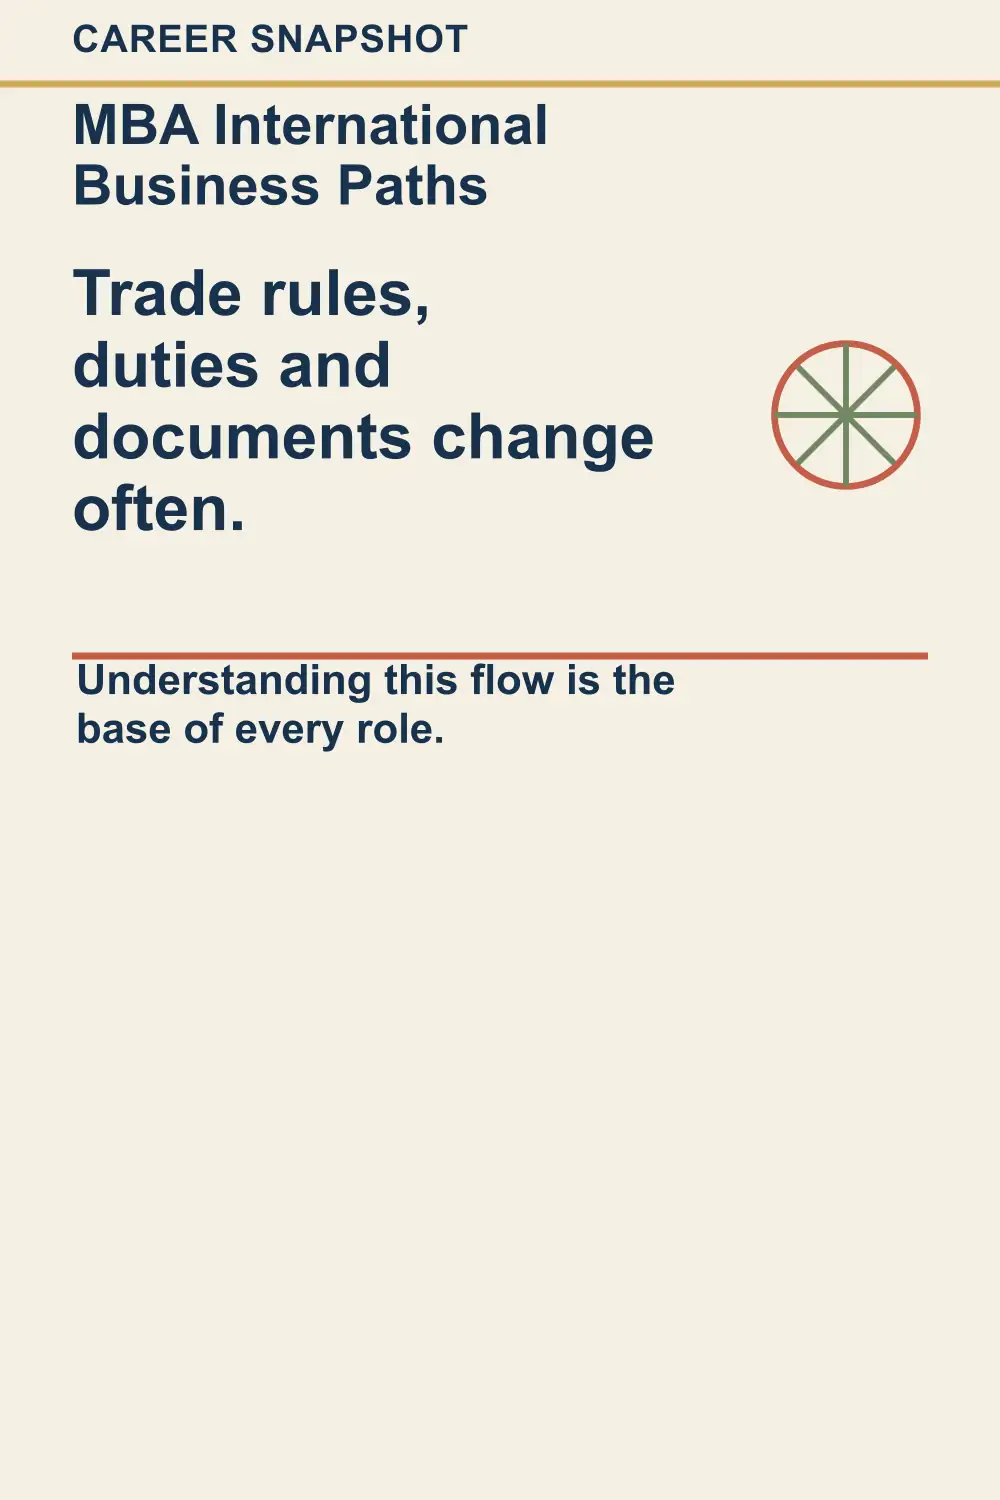 CAREER SNAPSHOT
MBA International
Business Paths
Trade rules,
duties and
documents change
often.
Understanding this flow is the
base of every role.